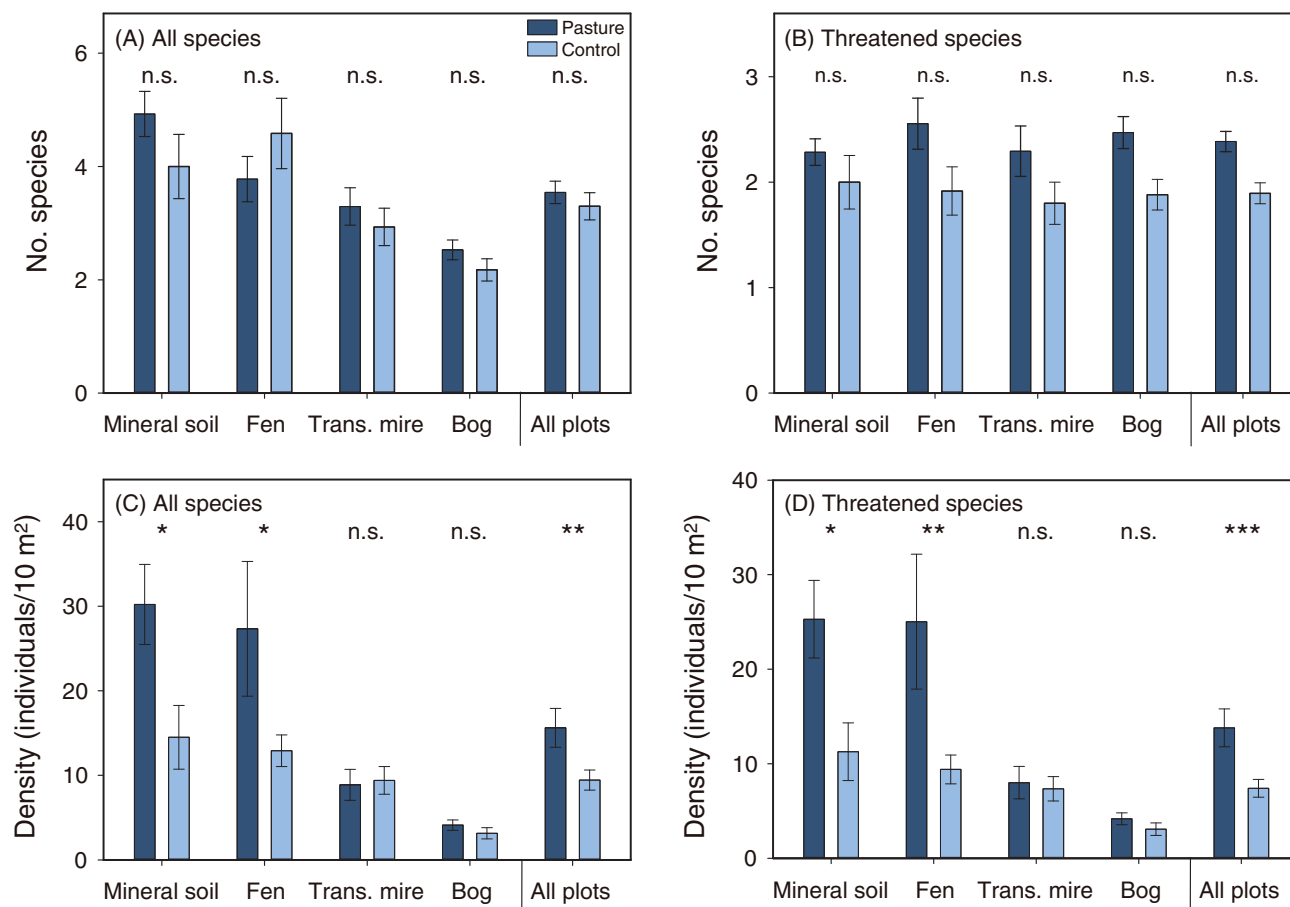 (A) All species
Pasture
Control
n.s. n.s. n.s. n.s. n.s.
No. species
6
4
2
0
Mineral soil Fen Trans. mire Bog All plots
(B) Threatened species
n.s. n.s. n.s. n.s. n.s.
No. species
3
2
1
0
Mineral soil Fen Trans. mire Bog All plots
(C) All species
* * n.s. n.s. **
Density (individuals/10 m²)
40
30
20
10
0
Mineral soil Fen Trans. mire Bog All plots
(D) Threatened species
* ** n.s. n.s. ***
Density (individuals/10 m²)
40
30
20
10
0
Mineral soil Fen Trans. mire Bog All plots